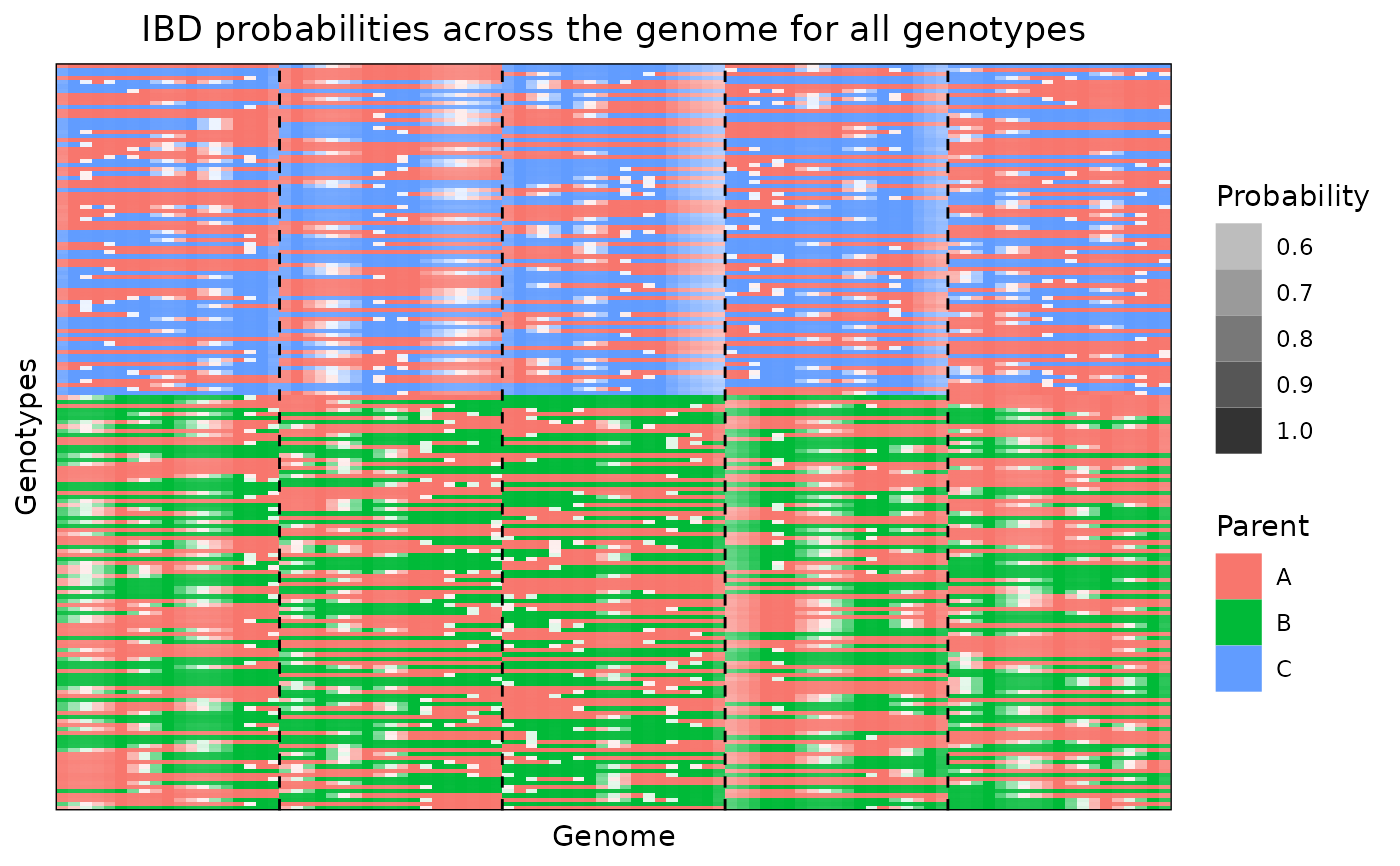 IBD probabilities across the genome for all genotypes
Genotypes
Genome
Probability
0.6
0.7
0.8
0.9
1.0
Parent
A
B
C